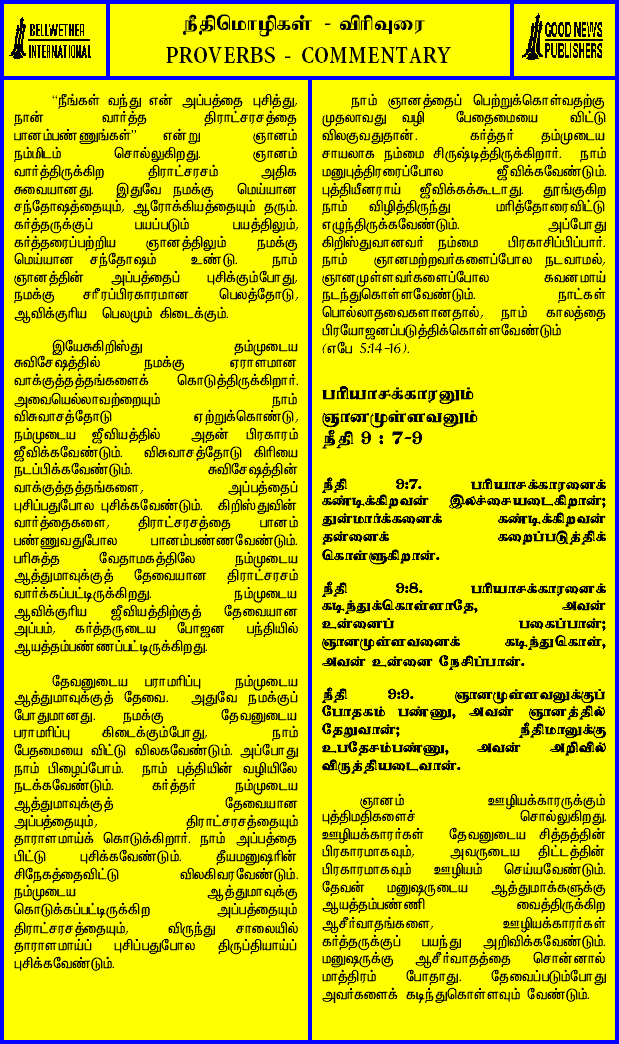 BELLWETHER
INTERNATIONAL
நீதிமொழிகள் - விரிவுரை
PROVERBS - COMMENTARY
GOOD NEWS
PUBLISHERS
“நீங்கள் வந்து என் அப்பத்தை புசித்து,
நான் வார்த்த திராட்சரசத்தை
பானம்பண்ணுங்கள்” என்று ஞானம்
நம்மிடம் சொல்லுகிறது. ஞானம்
வார்த்திருக்கிற திராட்சரசம் அதிக
சுவையானது. இதுவே நமக்கு மெய்யான
சந்தோஷத்தையும், ஆரோக்கியத்தையும் தரும்.
கர்த்தருக்குப் பயப்படும் பயத்திலும்,
கர்த்தரைப்பற்றிய ஞானத்திலும் நமக்கு
மெய்யான சந்தோஷம் உண்டு. நாம்
ஞானத்தின் அப்பத்தைப் புசிக்கும்போது,
நமக்கு சரீரப்பிரகாரமான பெலத்தோடு,
ஆவிக்குரிய பெலமும் கிடைக்கும்.
இயேசுகிறிஸ்து தம்முடைய
சுவிசேஷத்தில் நமக்கு ஏராளமான
வாக்குத்தத்தங்களைக் கொடுத்திருக்கிறார்.
அவையெல்லாவற்றையும் நாம்
விசுவாசத்தோடு ஏற்றுக்கொண்டு,
நம்முடைய ஜீவியத்தில் அதன் பிரகாரம்
ஜீவிக்கவேண்டும். விசுவாசத்தோடு கிரியை
நடப்பிக்கவேண்டும். சுவிசேஷத்தின்
வாக்குத்தத்தங்களை, அப்பத்தைப்
புசிப்பதுபோல புசிக்கவேண்டும். கிறிஸ்துவின்
வார்த்தைகளை, திராட்சரசத்தை பானம்
பண்ணுவதுபோல பானம்பண்ணவேண்டும்.
பரிசுத்த வேதாமகத்திலே நம்முடைய
ஆத்துமாவுக்குத் தேவையான திராட்சரசம்
வார்க்கப்பட்டிருக்கிறது. நம்முடைய
ஆவிக்குரிய ஜீவியத்திற்குத் தேவையான
அப்பம், கர்த்தருடைய போஜன பந்தியில்
ஆயத்தம்பண்ணப்பட்டிருக்கிறது.
தேவனுடைய பராமரிப்பு நம்முடைய
ஆத்துமாவுக்குத் தேவை. அதுவே நமக்குப்
போதுமானது. நமக்கு தேவனுடைய
பராமரிப்பு கிடைக்கும்போது, நாம்
பேதமையை விட்டு விலகவேண்டும். அப்போது
நாம் பிழைப்போம். நாம் புத்தியின் வழியிலே
நடக்கவேண்டும். கர்த்தர் நம்முடைய
ஆத்துமாவுக்குத் தேவையான
அப்பத்தையும், திராட்சரசத்தையும்
தாராளமாய்க் கொடுக்கிறார். நாம் அப்பத்தை
பிட்டு புசிக்கவேண்டும். தீயமனுஷரின்
சிநேகத்தைவிட்டு விலகிவரவேண்டும்.
நம்முடைய ஆத்துமாவுக்கு
கொடுக்கப்பட்டிருக்கிற அப்பத்தையும்
திராட்சரசத்தையும், விருந்து சாலையில்
தாராளமாய்ப் புசிப்பதுபோல திருப்தியாய்ப்
புசிக்கவேண்டும்.
நாம் ஞானத்தைப் பெற்றுக்கொள்வதற்கு
முதலாவது வழி பேதைமையை விட்டு
விலகுவதுதான். கர்த்தர் தம்முடைய
சாயலாக நம்மை சிருஷ்டித்திருக்கிறார். நாம்
மனுபுத்திரரைப்போல ஜீவிக்கவேண்டும்.
புத்தியீனராய் ஜீவிக்கக்கூடாது. தூங்குகிற
நாம் விழித்திருந்து மரித்தோரைவிட்டு
எழுந்திருக்கவேண்டும். அப்போது
கிறிஸ்துவானவர் நம்மை பிரகாசிப்பிப்பார்.
நாம் ஞானமற்றவர்களைப்போல நடவாமல்,
ஞானமுள்ளவர்களைப்போல கவனமாய்
நடந்துகொள்ளவேண்டும். நாட்கள்
பொல்லாதவைகளானதால், நாம் காலத்தை
பிரயோஜனப்படுத்திக்கொள்ளவேண்டும்
(எபே 5:14-16).
பரியாசக்காரனும்
ஞானமுள்ளவனும்
நீதி 9 : 7-9
நீதி 9:7. பரியாசக்காரனைக்
கண்டிக்கிறவன் இலச்சையடைகிறான்;
துன்மார்க்கனைக் கண்டிக்கிறவன்
தன்னைக் கறைப்படுத்திக்
கொள்ளுகிறான்.
நீதி 9:8. பரியாசக்காரனைக்
கடிந்துக்கொள்ளாதே, அவன்
உன்னைப் பகைப்பான்;
ஞானமுள்ளவனைக் கடிந்துகொள்,
அவன் உன்னை நேசிப்பான்.
நீதி 9:9. ஞானமுள்ளவனுக்குப்
போதகம் பண்ணு, அவன் ஞானத்தில்
தேறுவான்; நீதிமானுக்கு
உபதேசம்பண்ணு, அவன் அறிவில்
விருத்தியடைவான்.
ஞானம் ஊழியக்காரருக்கும்
புத்திமதிகளைச் சொல்லுகிறது.
ஊழியக்காரர்கள் தேவனுடைய சித்தத்தின்
பிரகாரமாகவும், அவருடைய திட்டத்தின்
பிரகாரமாகவும் ஊழியம் செய்யவேண்டும்.
தேவன் மனுஷருடைய ஆத்துமாக்களுக்கு
ஆயத்தம்பண்ணி வைத்திருக்கிற
ஆசீர்வாதங்களை, ஊழியக்காரர்கள்
கர்த்தருக்குப் பயந்து அறிவிக்கவேண்டும்.
மனுஷருக்கு ஆசீர்வாதத்தை சொன்னால்
மாத்திரம் போதாது. தேவைப்படும்போது
அவர்களைக் கடிந்துகொள்ளவும் வேண்டும்.